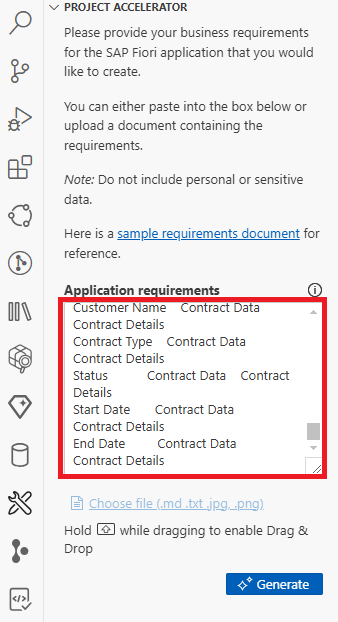 PROJECT ACCELERATOR
Please provide your business requirements
for the SAP Fiori application that you would
like to create.
You can either paste into the box below or
upload a document containing the
requirements.
Note: Do not include personal or sensitive
data.
Here is a sample requirements document for
reference.
Application requirements
Customer Name Contract Data
Contract Details
Contract Type Contract Data
Contract Details
Status Contract Data Contract
Details
Start Date Contract Data
Contract Details
End Date Contract Data
Contract Details
Choose file (.md .txt .jpg, .png)
Hold while dragging to enable Drag &
Drop
Generate